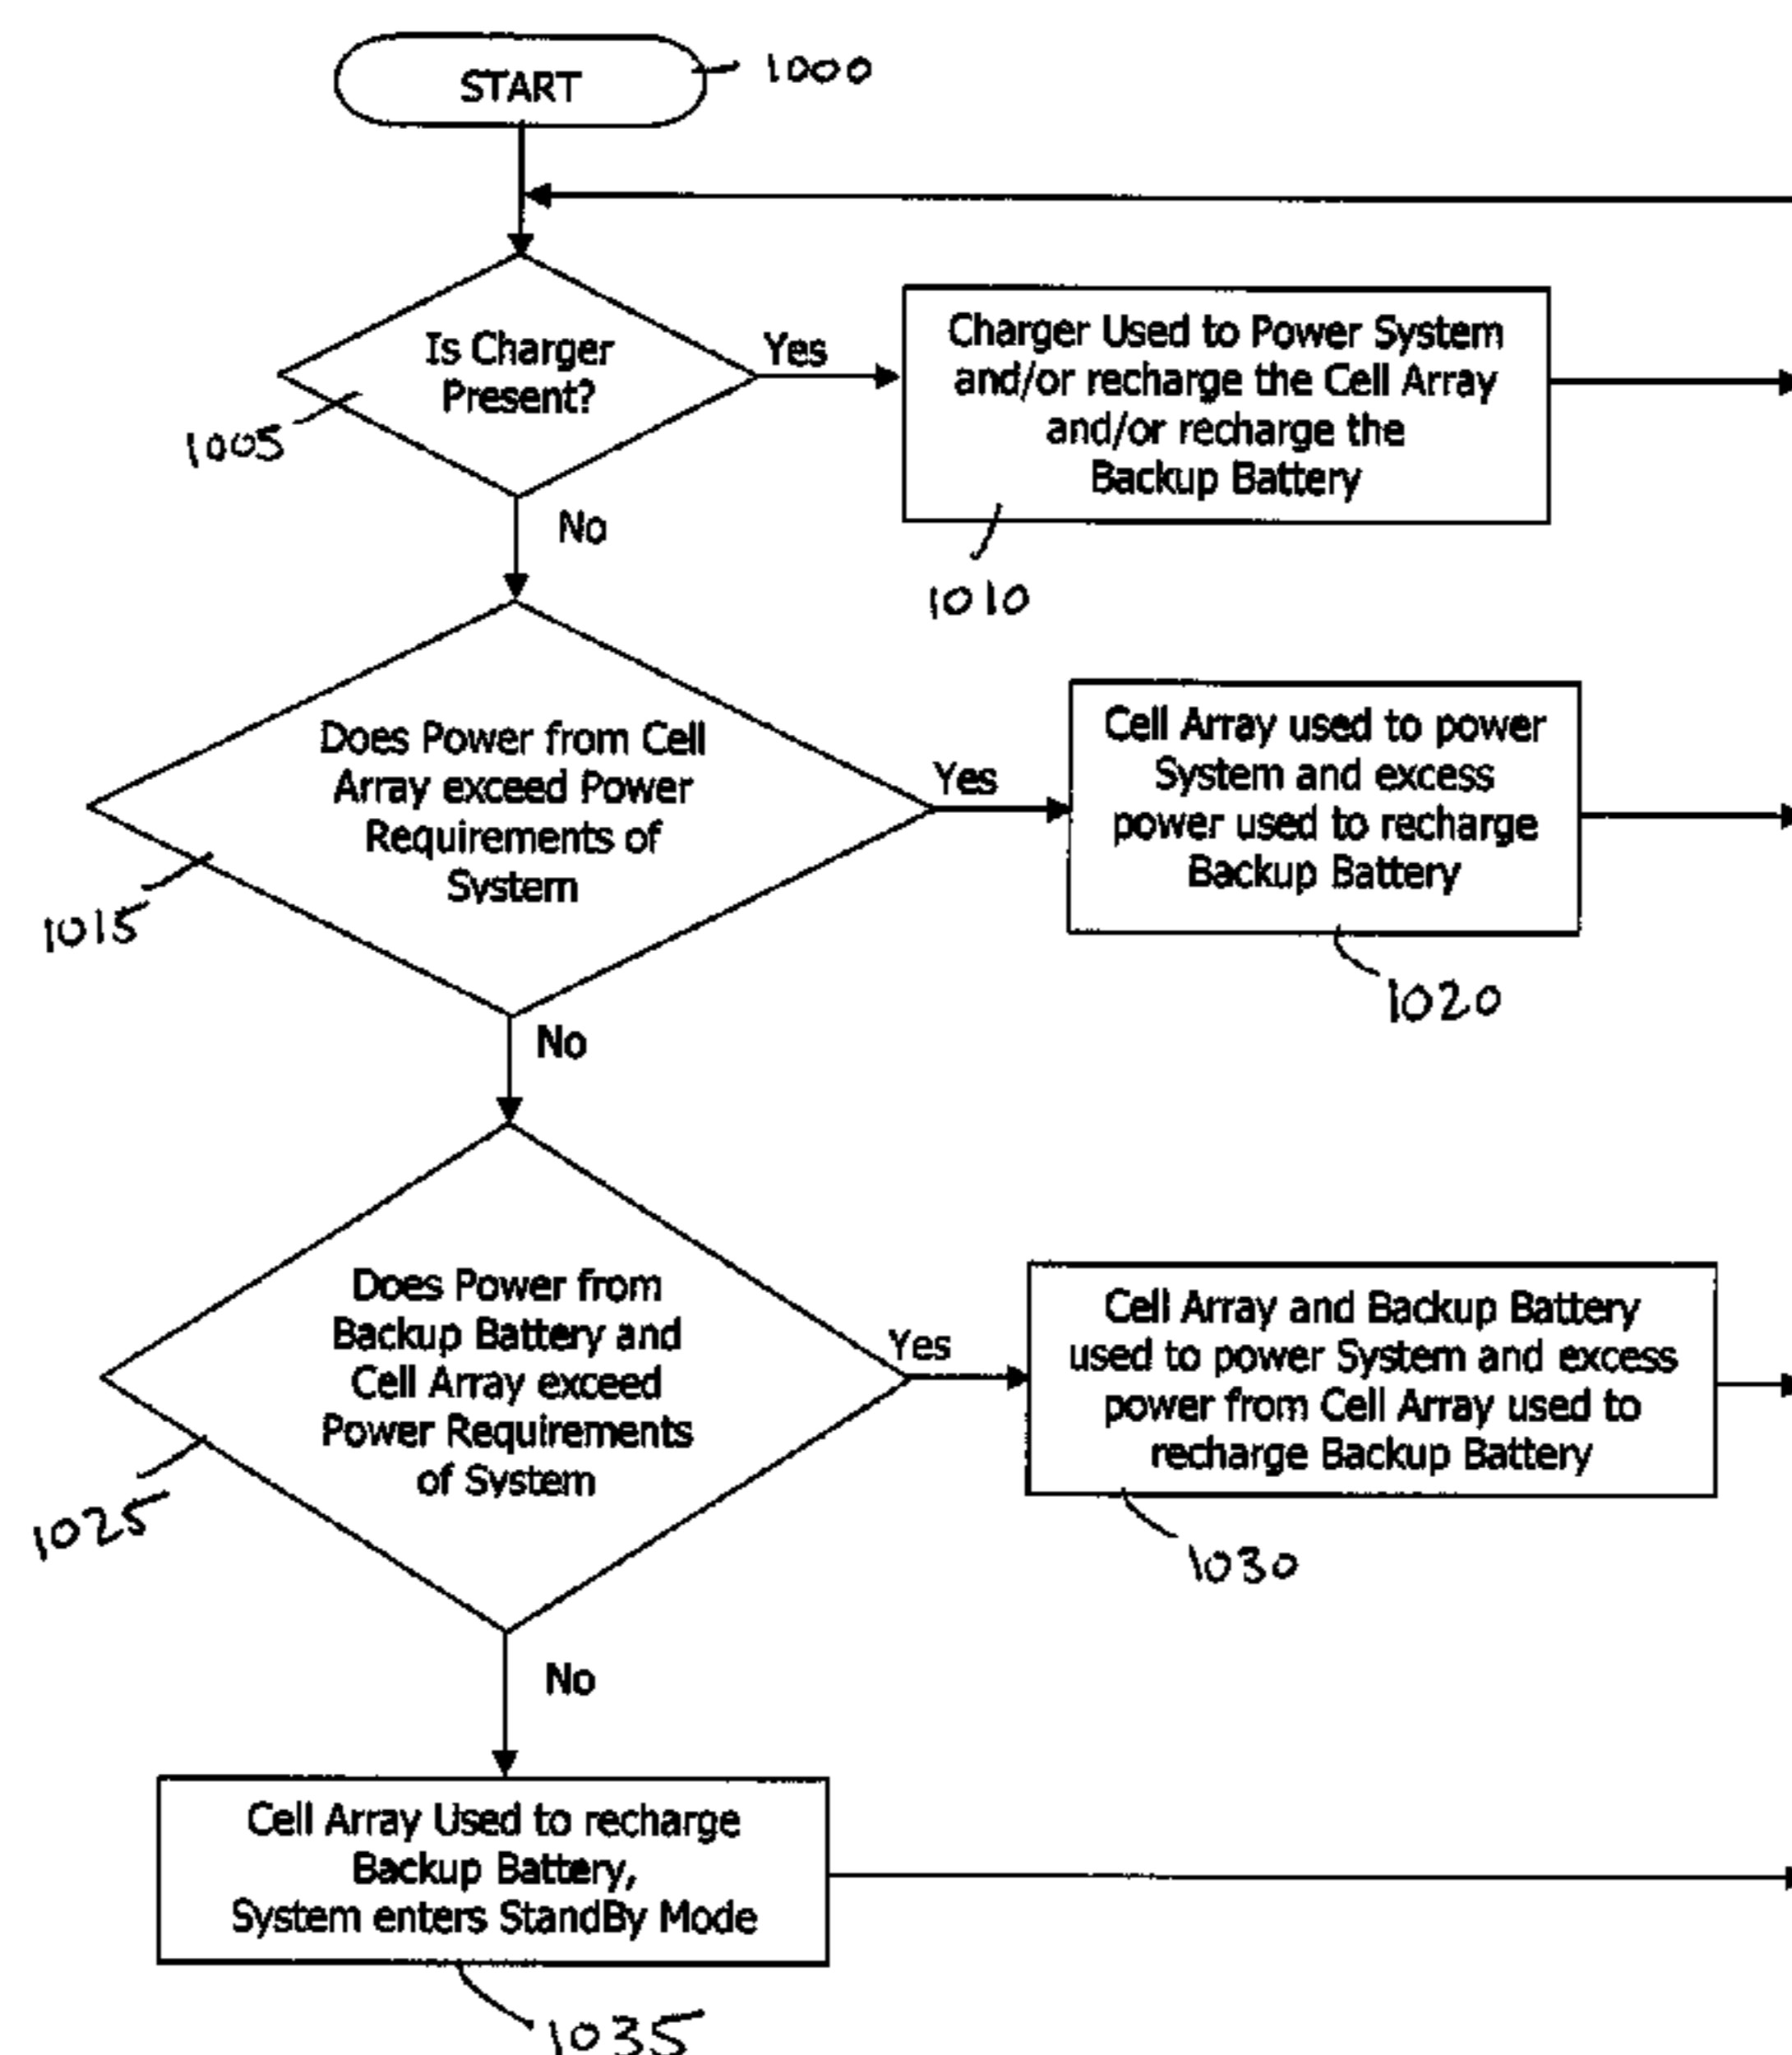 START
1000
Is Charger
Present?
Yes
1005
Charger Used to Power System
and/or recharge the Cell Array
and/or recharge the
Backup Battery
1010
No
Does Power from Cell
Array exceed Power
Requirements of
System
Yes
1015
Cell Array used to power
System and excess
power used to recharge
Backup Battery
1020
No
Does Power from
Backup Battery and
Cell Array exceed
Power Requirements
of System
Yes
1025
Cell Array and Backup Battery
used to power System and excess
power from Cell Array used to
recharge Backup Battery
1030
No
Cell Array Used to recharge
Backup Battery,
System enters StandBy Mode
1035